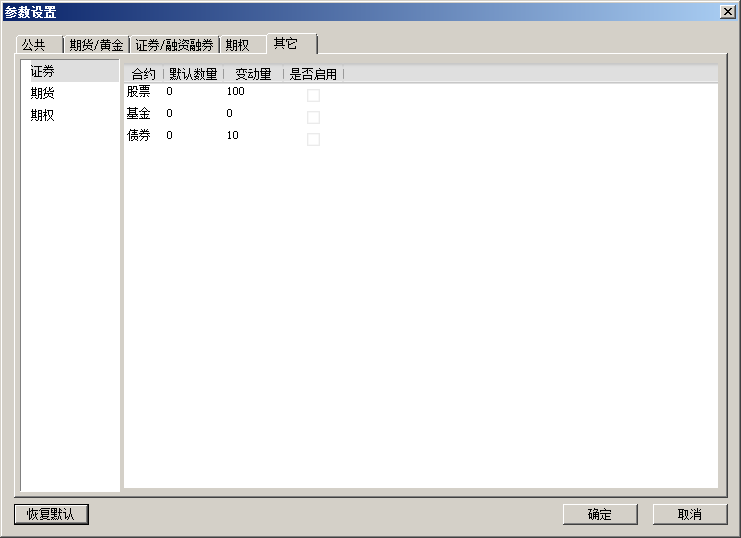 参数设置
公共 期货/黄金 证券/融资融券 期权 其它
证券
期货
期权
合约 默认数量 变动量 是否启用
股票 0 100
基金 0 0
债券 0 10
恢复默认 确定 取消